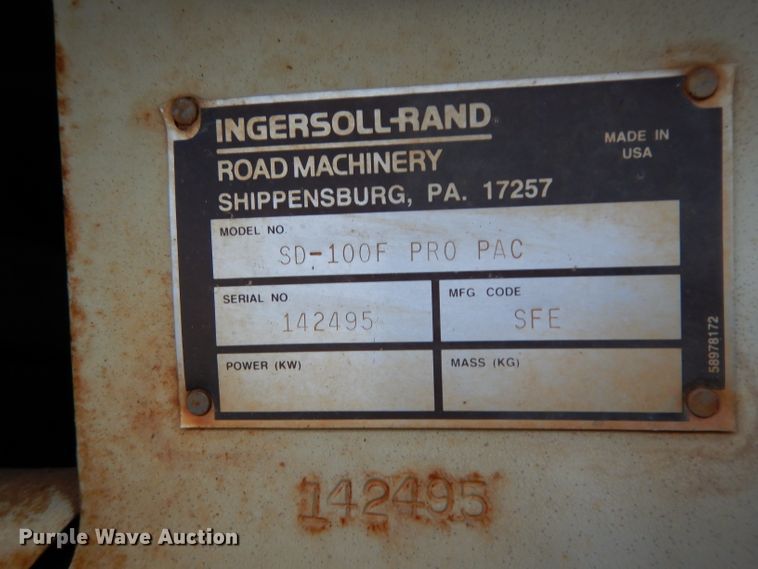 INGERSOLL-RAND
ROAD MACHINERY
SHIPPENSBURG, PA. 17257
MADE IN
USA
MODEL NO.
SD-100F PRO PAC
SERIAL NO.
142495
MFG CODE
SFE
POWER (KW)
MASS (KG)
58978172
142495
Purple Wave Auction